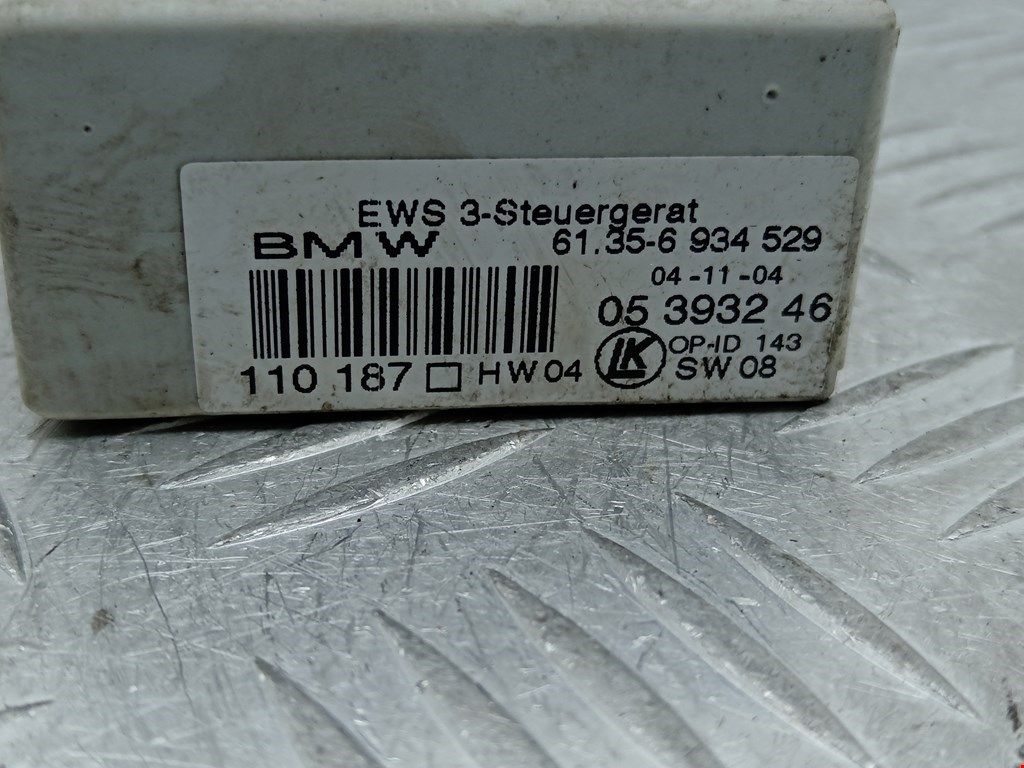 EWS 3-Steuergerat
BMW 61.35-6 934 529
04-11-04
05 3932 46
LK OP-ID 143
110 187 HW 04 SW 08